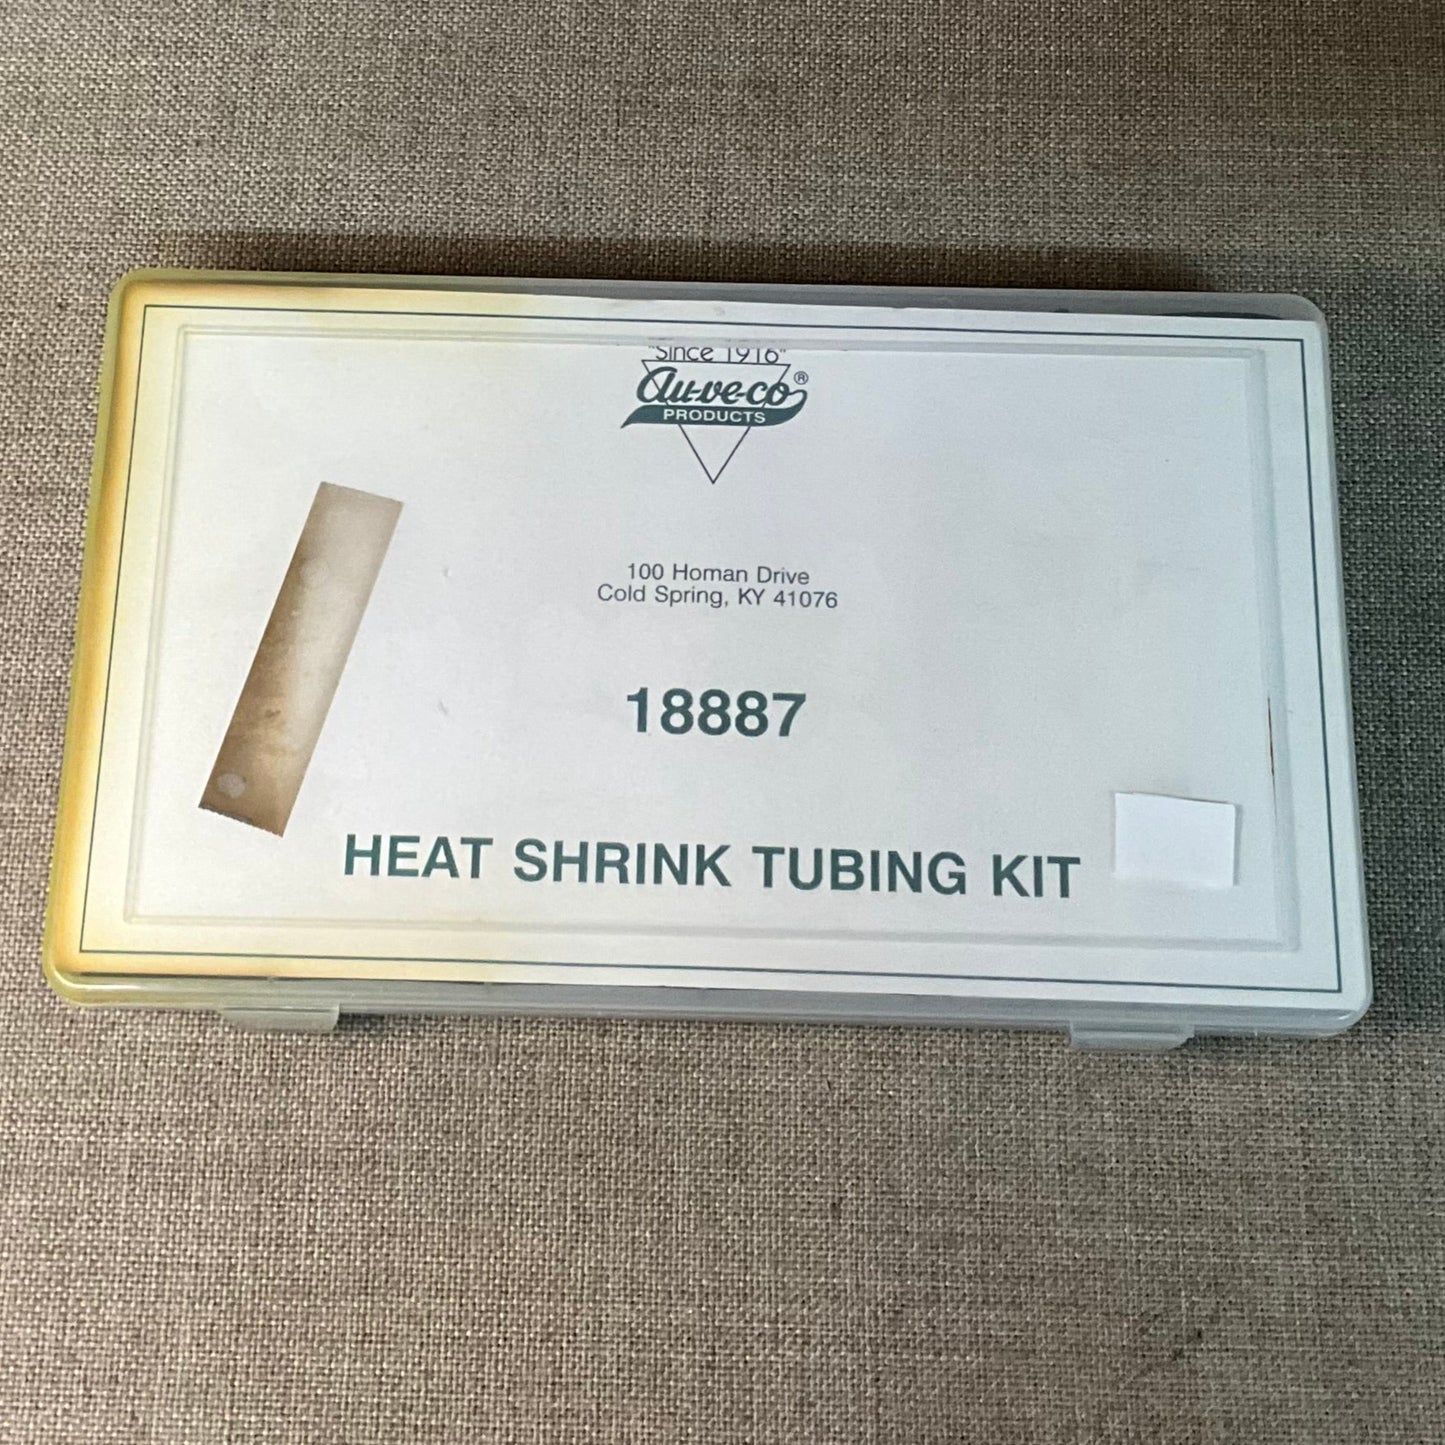 "Since 1916"
Au-ve-co®
PRODUCTS
100 Homan Drive
Cold Spring, KY 41076
18887
HEAT SHRINK TUBING KIT